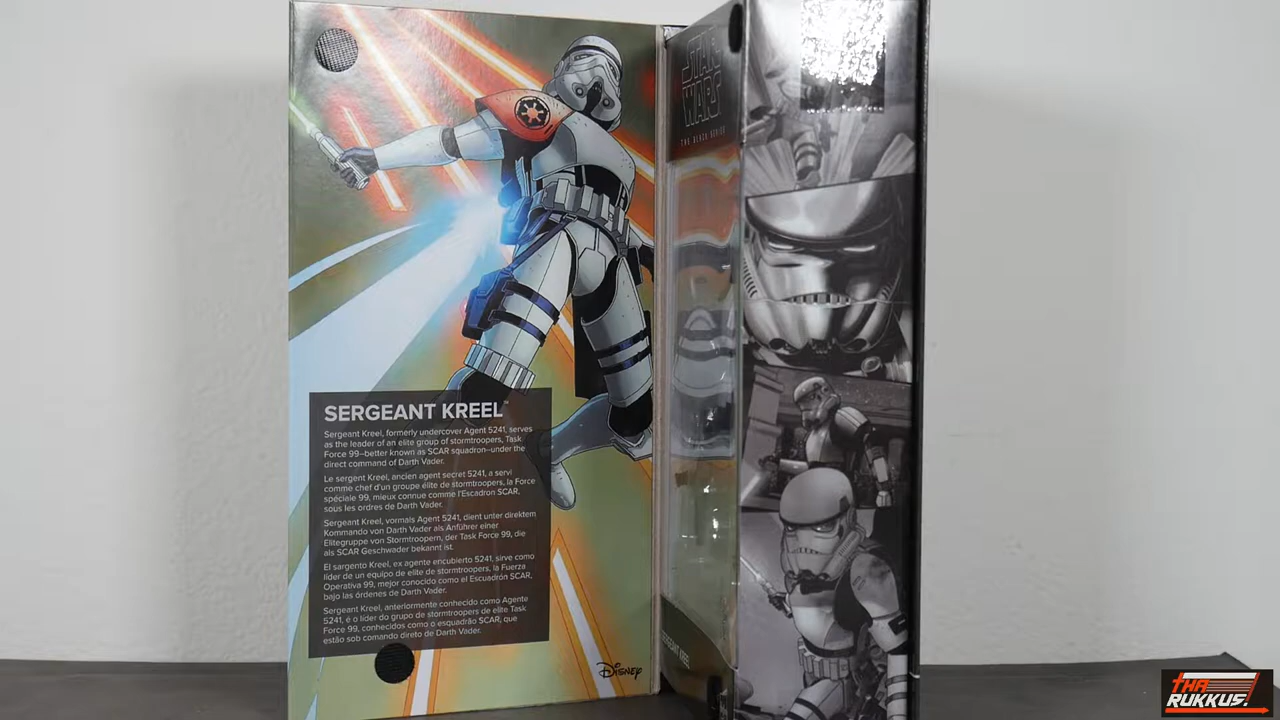 SERGEANT KREEL™
Sergeant Kreel, formerly undercover Agent 5241, serves
as the leader of an elite group of stormtroopers, Task
Force 99–better known as SCAR squadron–under the
direct command of Darth Vader.
Le sergent Kreel, ancien agent secret 5241, a servi
comme chef d'un groupe élite de stormtroopers, la Force
spéciale 99, mieux connue comme l'Escadron SCAR,
sous les ordres de Darth Vader.
Sergeant Kreel, vormals Agent 5241, dient unter direktem
Kommando von Darth Vader als Anführer einer
Elitegruppe von Stormtroopern, der Task Force 99, die
als SCAR Geschwader bekannt ist.
El sargento Kreel, ex agente encubierto 5241, sirve como
líder de un equipo de elite de stormtroopers, la Fuerza
Operativa 99, mejor conocido como el Escuadrón SCAR,
bajo las órdenes de Darth Vader.
Sergeant Kreel, anteriormente conhecido como Agente
5241, é o líder do grupo de stormtroopers de elite Task
Force 99, conhecidos como o esquadrão SCAR, que
estão sob comando direto de Darth Vader.
Disney
STAR
WARS
THE BLACK SERIES
SERGEANT KREEL
THA
RUKKUS!